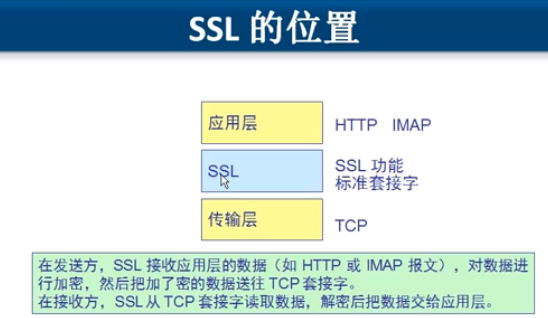 SSL 的位置
应用层
HTTP IMAP
SSL
SSL 功能
标准套接字
传输层
TCP
在发送方，SSL 接收应用层的数据（如 HTTP 或 IMAP 报文），对数据进
行加密，然后把加了密的数据送往 TCP 套接字。
在接收方，SSL 从 TCP 套接字读取数据，解密后把数据交给应用层。